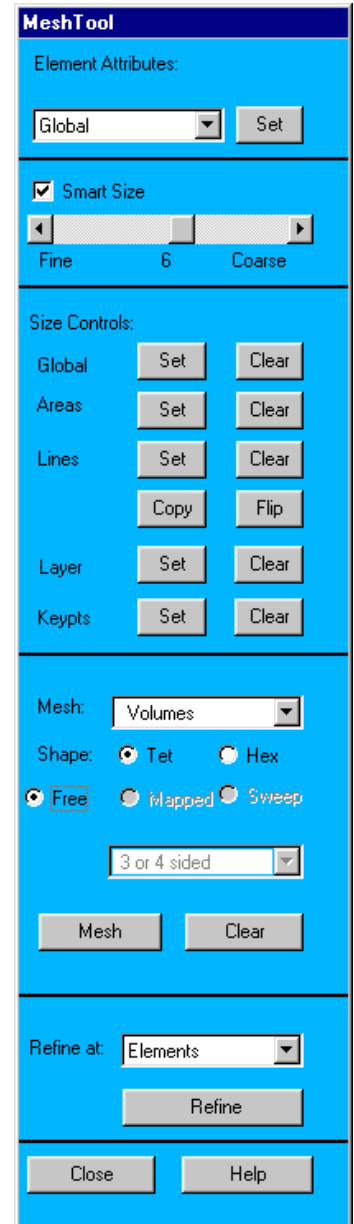 MeshTool
Element Attributes:
Global Set
Smart Size
Fine 6 Coarse
Size Controls:
Global Set Clear
Areas Set Clear
Lines Set Clear
Copy Flip
Layer Set Clear
Keypts Set Clear
Mesh: Volumes
Shape: Tet Hex
Free Mapped Sweep
3 or 4 sided
Mesh Clear
Refine at: Elements
Refine
Close Help